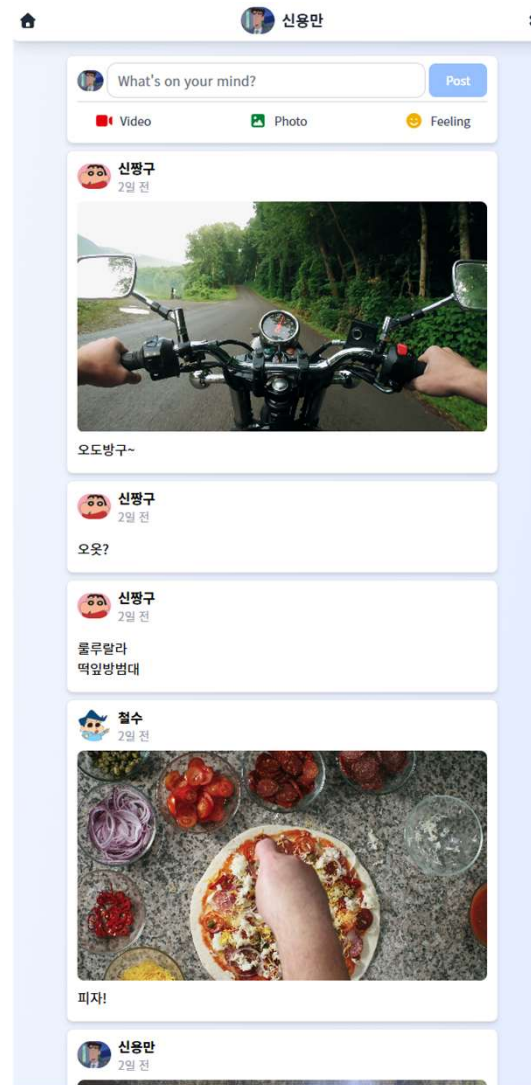 신용만
What's on your mind?
Post
Video
Photo
Feeling
신짱구
2일 전
오도방구~
신짱구
2일 전
오옷?
신짱구
2일 전
룰루랄라
떡잎방범대
철수
2일 전
피자!
신용만
2일 전